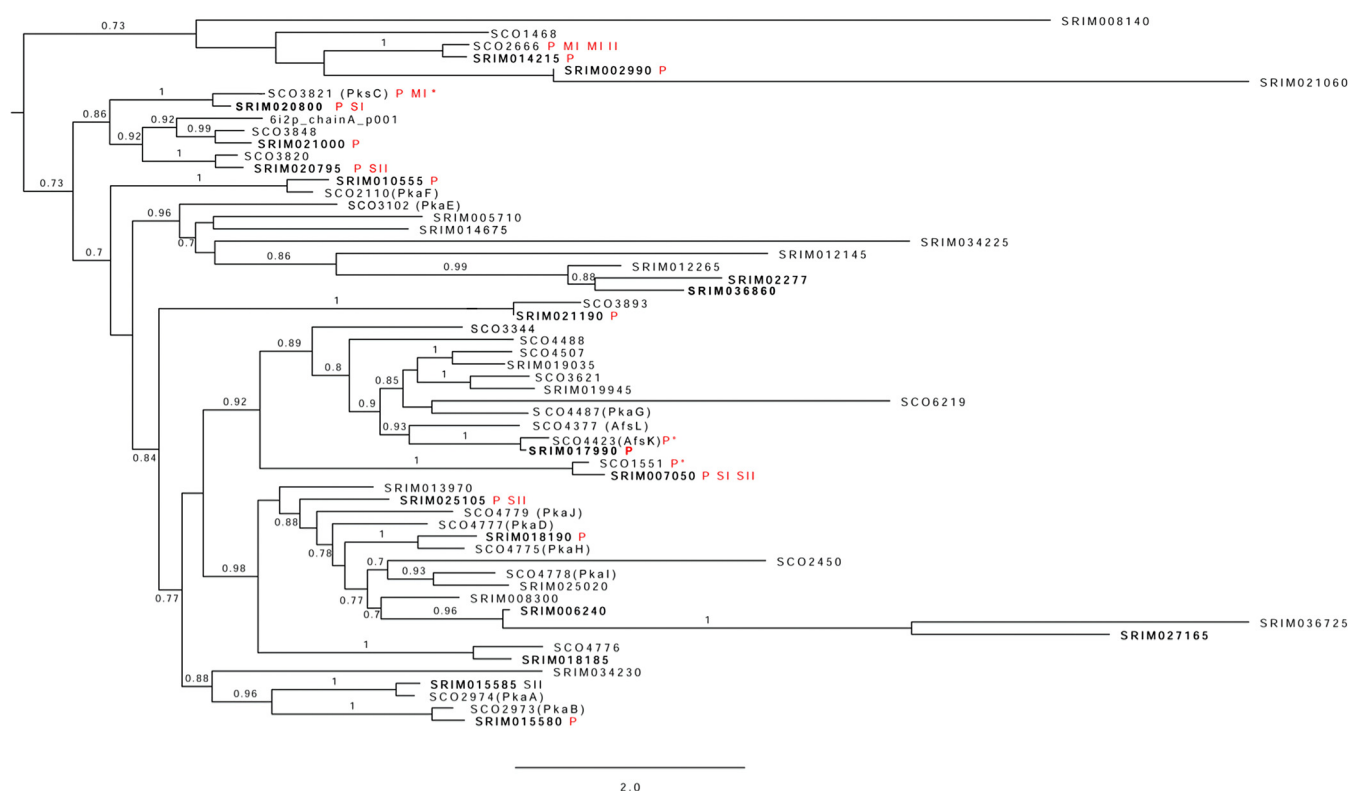 0.73
SRIM008140
SCO1468
1
SCO2666 P MI MI II
SRIM014215 P
SRIM002990 P
SRIM021060
1
SCO3821 (PksC) P MI *
SRIM020800 P SI
0.86
0.92
6i2p_chainA_p001
0.99
SCO3848
0.92
SRIM021000 P
1
SCO3820
SRIM020795 P SII
0.73
1
SRIM010555 P
SCO2110(PkaF)
0.96
SCO3102 (PkaE)
SRIM005710
SRIM014675
0.7
0.7
SRIM034225
0.86
SRIM012145
0.99
SRIM012265
0.88
SRIM02277
SRIM036860
1
SCO3893
SRIM021190 P
SCO3344
0.89
SCO4488
1
SCO4507
SRIM019035
0.8
1
SCO3621
0.85
SRIM019945
0.92
0.9
SCO6219
SCO4487(PkaG)
0.93
SCO4377 (AfsL)
1
SCO4423(AfsK)P*
SRIM017990 P
0.84
1
SCO1551 P*
SRIM007050 P SI SII
SRIM013970
SRIM025105 P SII
0.88
SCO4779 (PkaJ)
SCO4777(PkaD)
1
SRIM018190 P
0.78
SCO4775(PkaH)
0.7
SCO2450
0.98
0.93
SCO4778(PkaI)
SRIM025020
0.77
0.77
SRIM008300
0.7
0.96
SRIM006240
1
SRIM036725
SRIM027165
1
SCO4776
SRIM018185
0.88
SRIM034230
1
SRIM015585 SII
0.96
SCO2974(PkaA)
1
SCO2973(PkaB)
SRIM015580 P
2.0